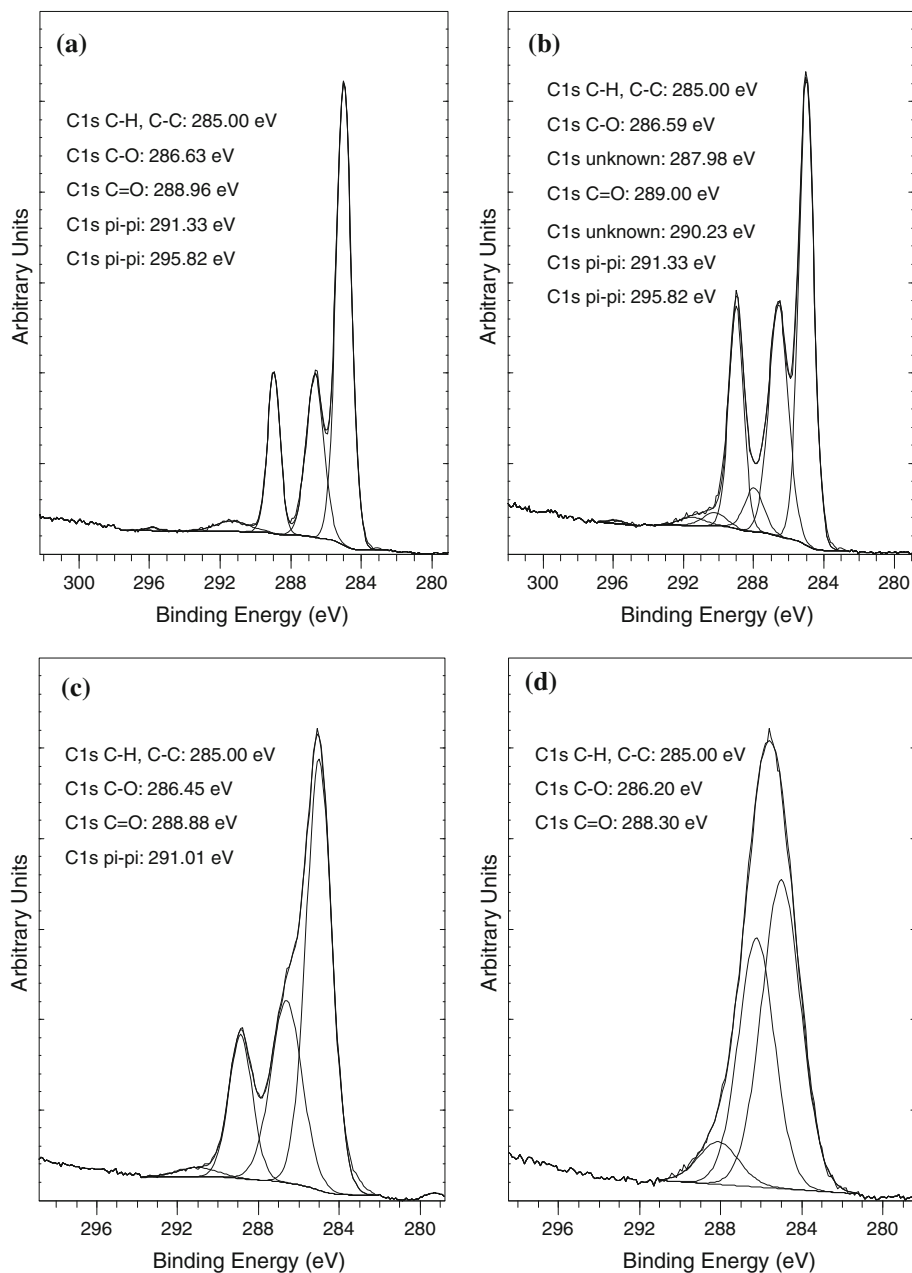 (a)
C1s C-H, C-C: 285.00 eV
C1s C-O: 286.63 eV
C1s C=O: 288.96 eV
C1s pi-pi: 291.33 eV
C1s pi-pi: 295.82 eV
Arbitrary Units
300 296 292 288 284 280
Binding Energy (eV)
(b)
C1s C-H, C-C: 285.00 eV
C1s C-O: 286.59 eV
C1s unknown: 287.98 eV
C1s C=O: 289.00 eV
C1s unknown: 290.23 eV
C1s pi-pi: 291.33 eV
C1s pi-pi: 295.82 eV
Arbitrary Units
300 296 292 288 284 280
Binding Energy (eV)
(c)
C1s C-H, C-C: 285.00 eV
C1s C-O: 286.45 eV
C1s C=O: 288.88 eV
C1s pi-pi: 291.01 eV
Arbitrary Units
296 292 288 284 280
Binding Energy (eV)
(d)
C1s C-H, C-C: 285.00 eV
C1s C-O: 286.20 eV
C1s C=O: 288.30 eV
Arbitrary Units
296 292 288 284 280
Binding Energy (eV)